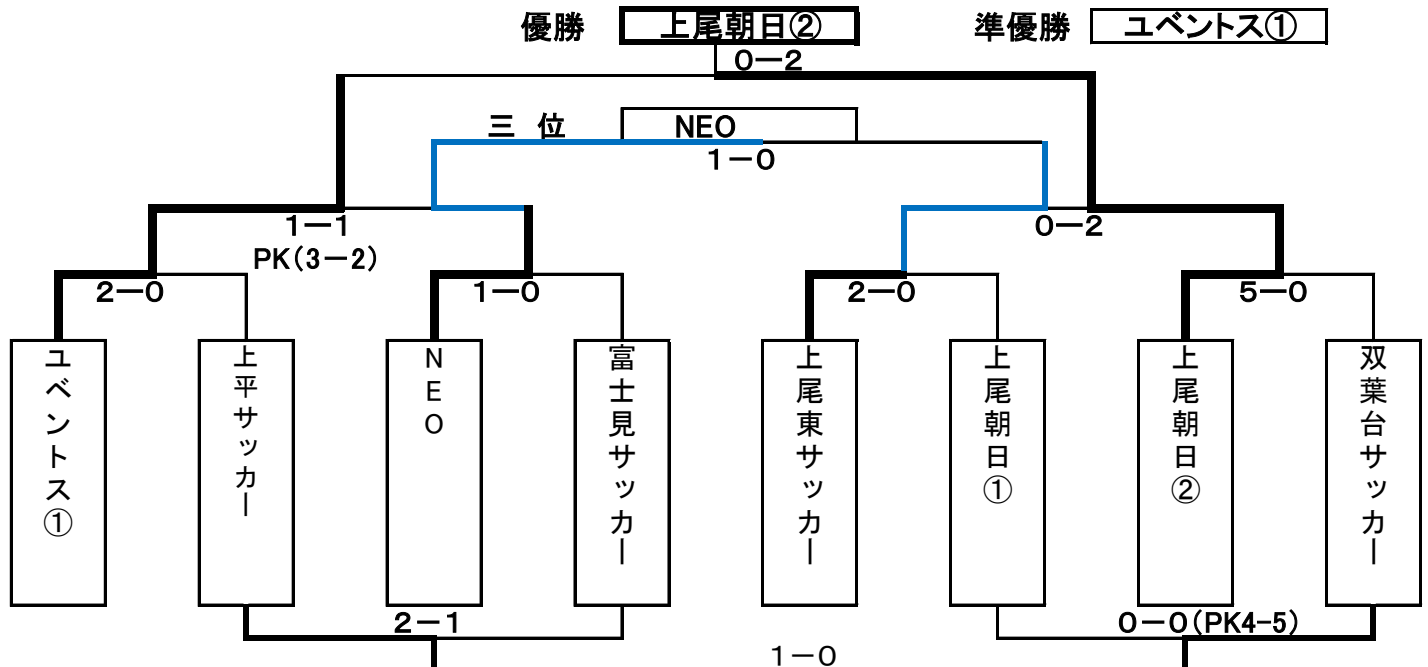 優勝 上尾朝日② 準優勝 ユベントス①
0−2
三 位 NEO
1−0
1−1 0−2
PK(3−2)
2−0 1−0 2−0 5−0
ユベントス①
上平サッカー
NEO
富士見サッカー
上尾東サッカー
上尾朝日①
上尾朝日②
双葉台サッカー
2−1 0−0(PK4-5)
1−0